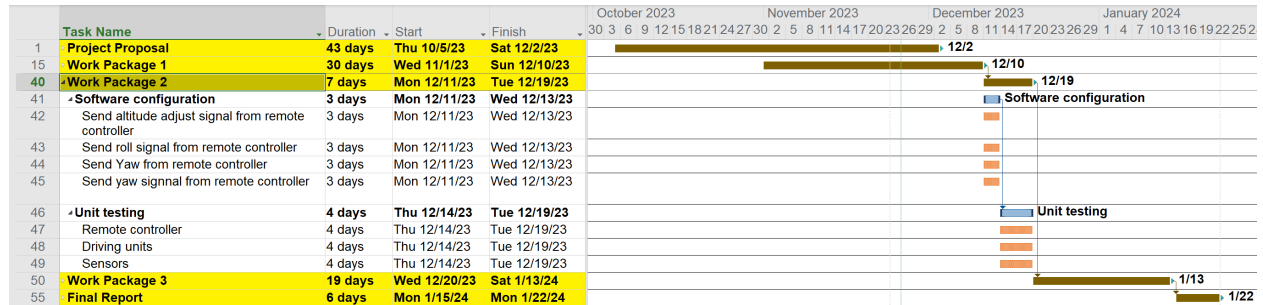 October 2023 November 2023 December 2023 January 2024
Task Name Duration Start Finish 30 3 6 9 12 15 18 21 24 27 30 2 5 8 11 14 17 20 23 26 29 2 5 8 11 14 17 20 23 26 29 1 4 7 10 13 16 19 22 25 2
1 Project Proposal 43 days Thu 10/5/23 Sat 12/2/23 12/2
15 Work Package 1 30 days Wed 11/1/23 Sun 12/10/23 12/10
40 Work Package 2 7 days Mon 12/11/23 Tue 12/19/23 12/19
41 Software configuration 3 days Mon 12/11/23 Wed 12/13/23 Software configuration
42 Send altitude adjust signal from remote 3 days Mon 12/11/23 Wed 12/13/23
controller
43 Send roll signal from remote controller 3 days Mon 12/11/23 Wed 12/13/23
44 Send Yaw from remote controller 3 days Mon 12/11/23 Wed 12/13/23
45 Send yaw signnal from remote controller 3 days Mon 12/11/23 Wed 12/13/23
46 Unit testing 4 days Thu 12/14/23 Tue 12/19/23 Unit testing
47 Remote controller 4 days Thu 12/14/23 Tue 12/19/23
48 Driving units 4 days Thu 12/14/23 Tue 12/19/23
49 Sensors 4 days Thu 12/14/23 Tue 12/19/23
50 Work Package 3 19 days Wed 12/20/23 Sat 1/13/24 1/13
55 Final Report 6 days Mon 1/15/24 Mon 1/22/24 1/22